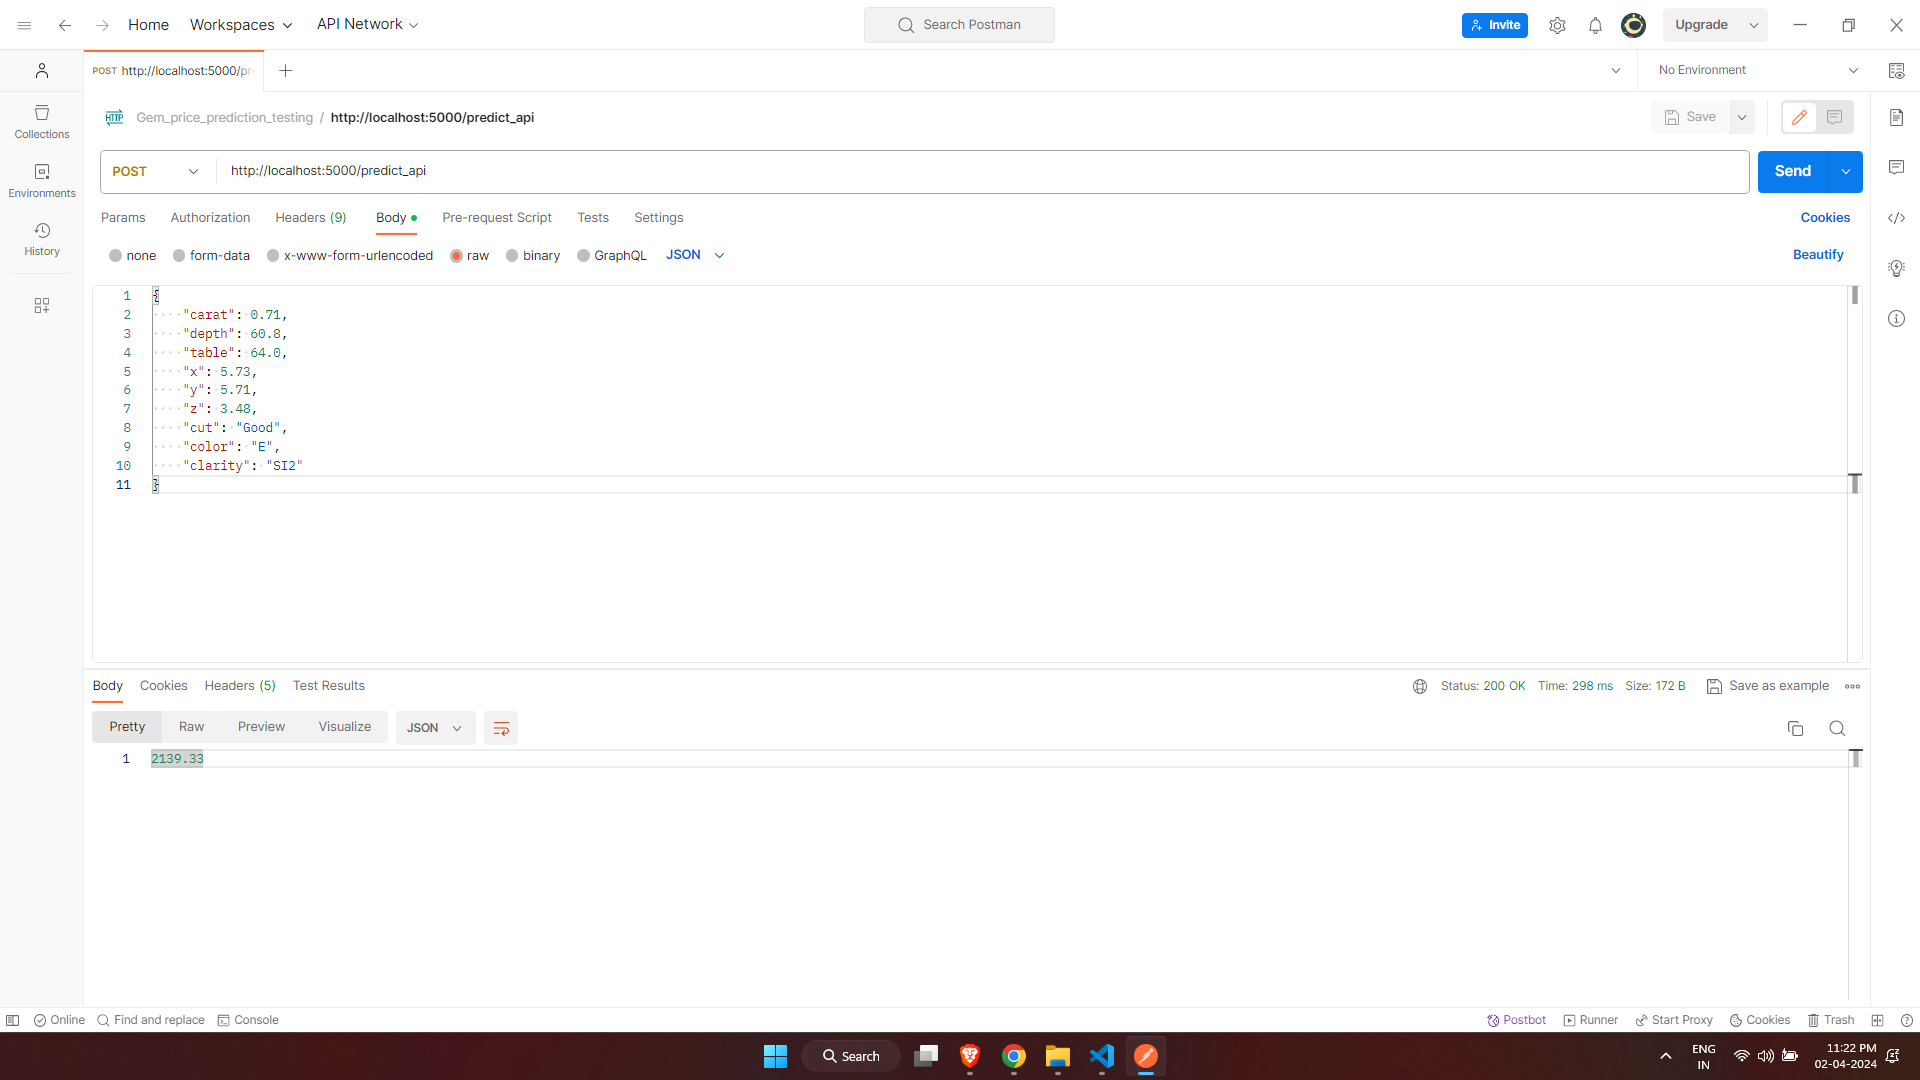 Home Workspaces API Network Search Postman Invite Upgrade
POST http://localhost:5000/pr No Environment
Gem_price_prediction_testing / http://localhost:5000/predict_api Save
POST http://localhost:5000/predict_api Send
Params Authorization Headers (9) Body Pre-request Script Tests Settings Cookies
none form-data x-www-form-urlencoded raw binary GraphQL JSON Beautify
Collections
Environments
History
HTTP
1 {
2 "carat": 0.71,
3 "depth": 60.8,
4 "table": 64.0,
5 "x": 5.73,
6 "y": 5.71,
7 "z": 3.48,
8 "cut": "Good",
9 "color": "E",
10 "clarity": "SI2"
11 }
Body Cookies Headers (5) Test Results Status: 200 OK Time: 298 ms Size: 172 B Save as example
Pretty Raw Preview Visualize JSON
1 2139.33
Online Find and replace Console Postbot Runner Start Proxy Cookies Trash
Search ENG 11:22 PM
IN 02-04-2024